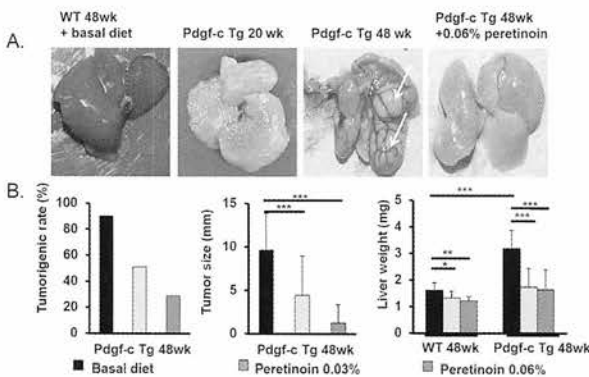 A.
WT 48wk
+ basal diet
Pdgf-c Tg 20 wk
Pdgf-c Tg 48 wk
Pdgf-c Tg 48wk
+0.06% peretinoin
B.
Tumorigenic rate (%)
100
80
60
40
20
0
Pdgf-c Tg 48wk
Tumor size (mm)
15
10
5
0
***
***
Pdgf-c Tg 48wk
Liver weight (mg)
4
3
2
1
0
***
**
*
***
***
WT 48wk
Pdgf-c Tg 48wk
Basal diet
Peretinoin 0.03%
Peretinoin 0.06%